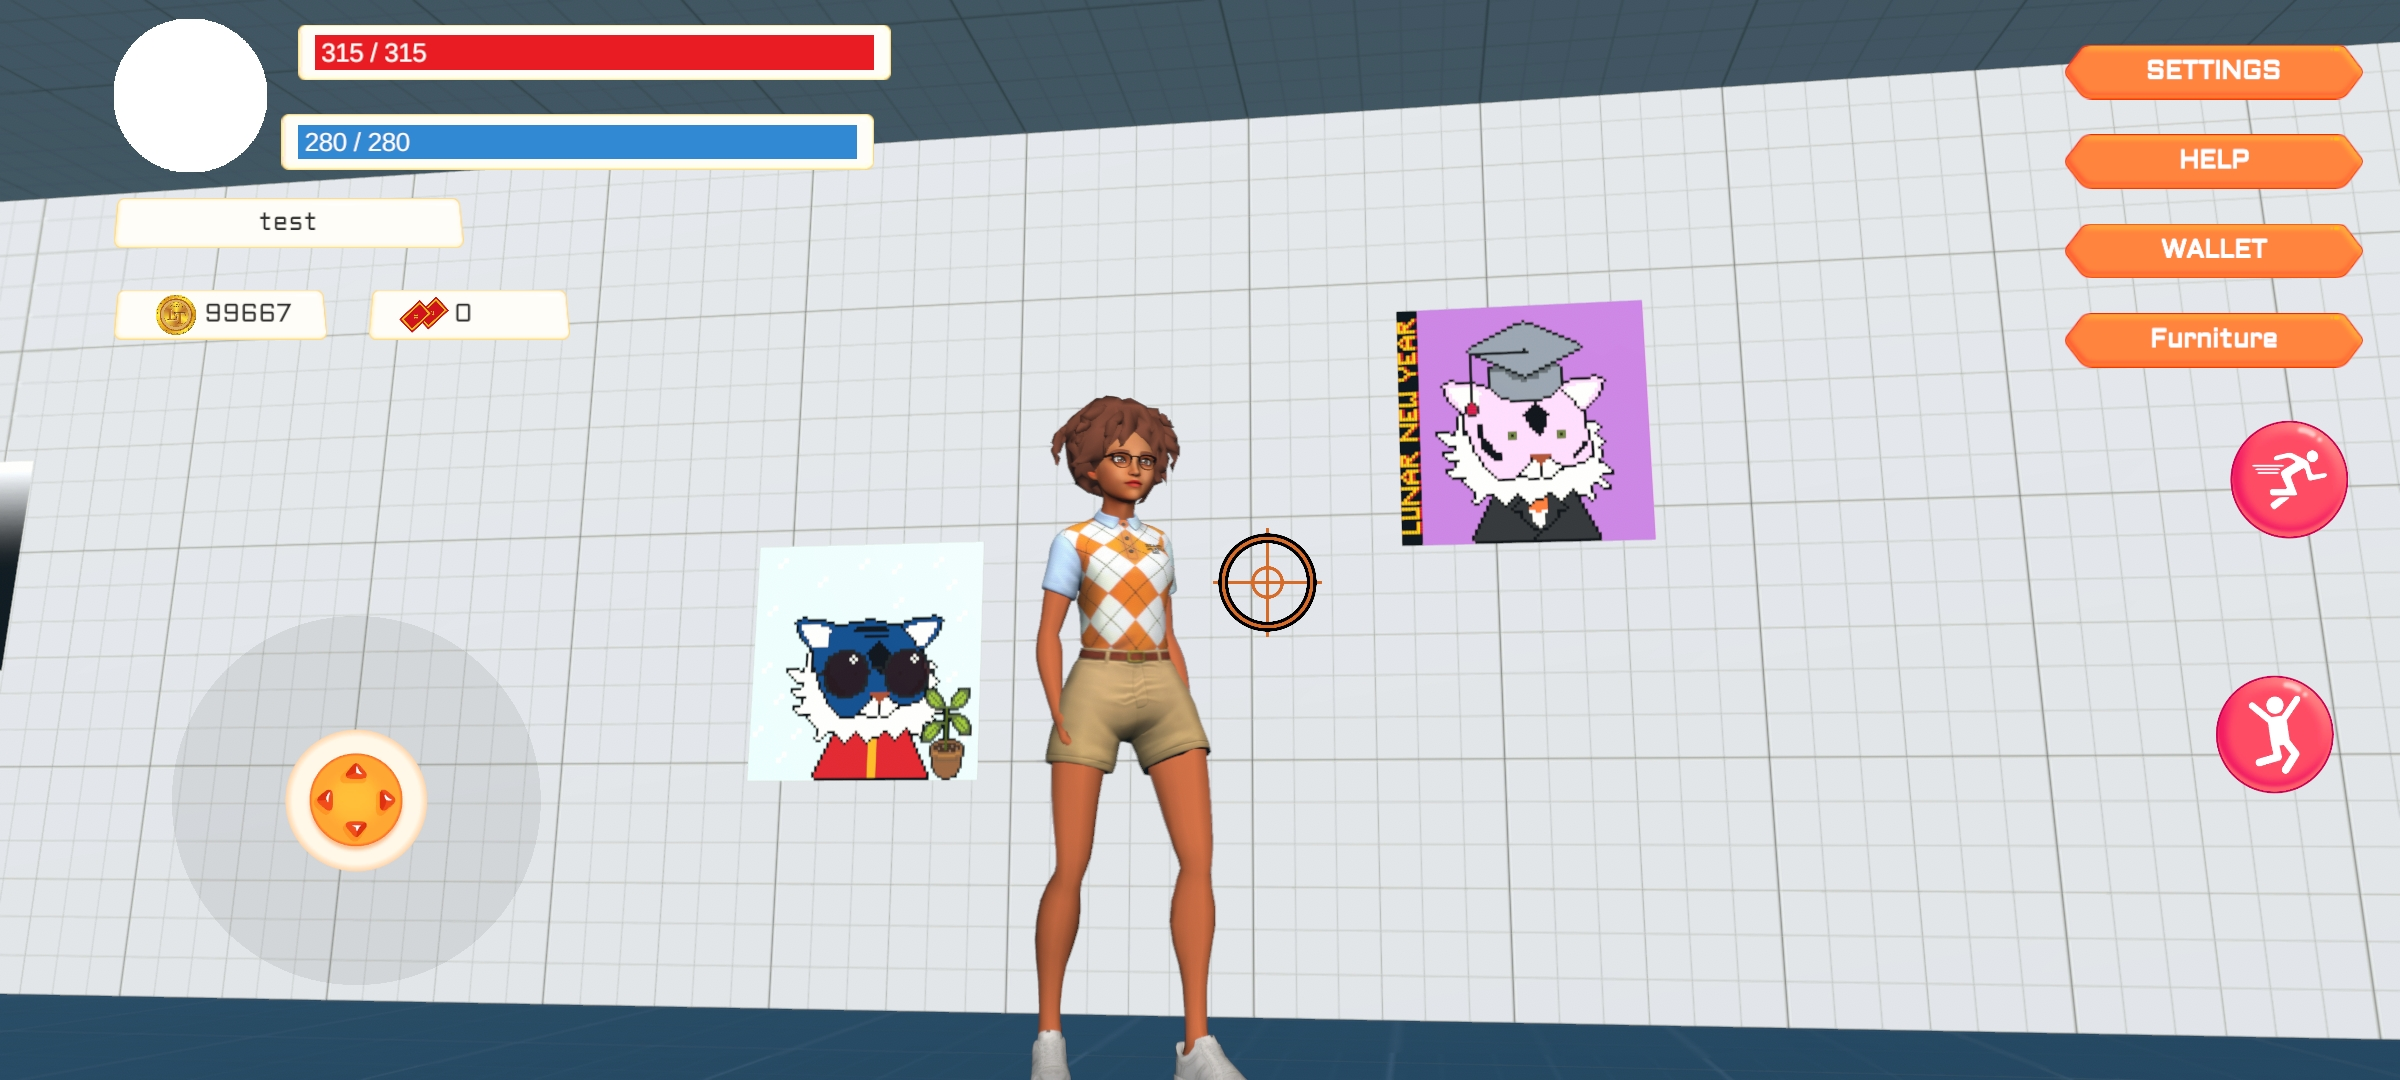 315 / 315
280 / 280
test
99667
0
SETTINGS
HELP
WALLET
Furniture
LUNAR NEW YEAR